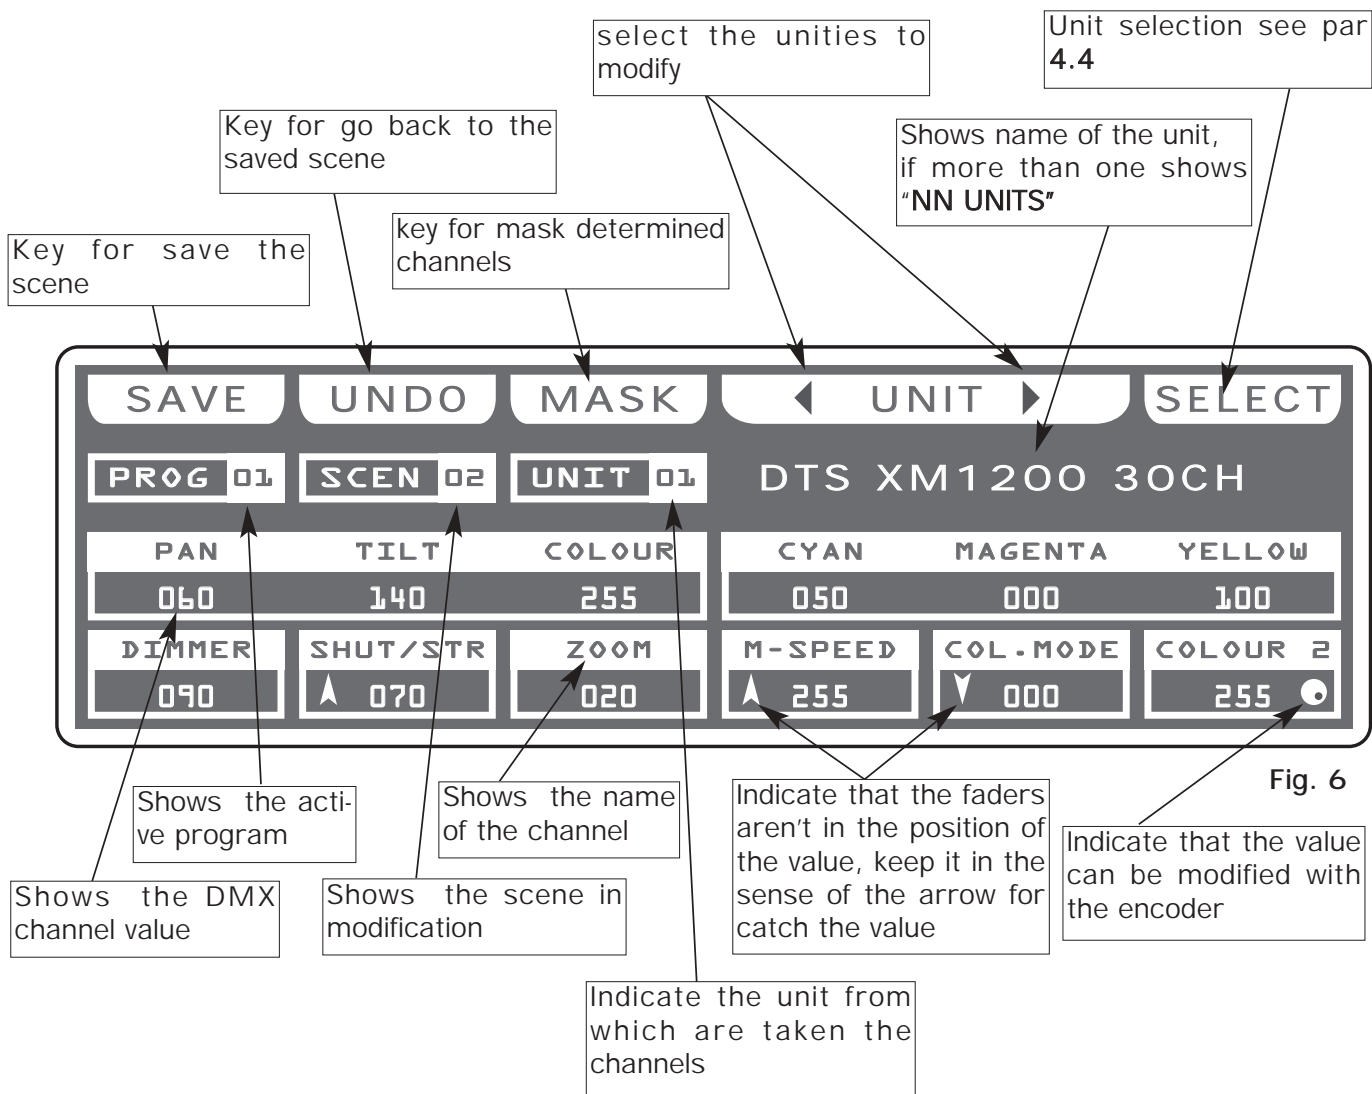 select the unities to
modify
Unit selection see par
4.4
Key for go back to the
saved scene
Shows name of the unit,
if more than one shows
"NN UNITS"
Key for save the
scene
key for mask determined
channels
SAVE
UNDO
MASK
UNIT
SELECT
PROG 01
SCEN 02
UNIT 01
DTS XM1200 30CH
PAN TILT COLOUR
CYAN MAGENTA YELLOW
060 140 255
050 000 100
DIMMER
SHUT/STR
ZOOM
M-SPEED
COL.MODE
COLOUR 2
090
070
020
255
000
255
Fig. 6
Shows the acti-
ve program
Shows the name
of the channel
Indicate that the faders
aren't in the position of
the value, keep it in the
sense of the arrow for
catch the value
Indicate that the value
can be modified with
the encoder
Shows the DMX
channel value
Shows the scene in
modification
Indicate the unit from
which are taken the
channels